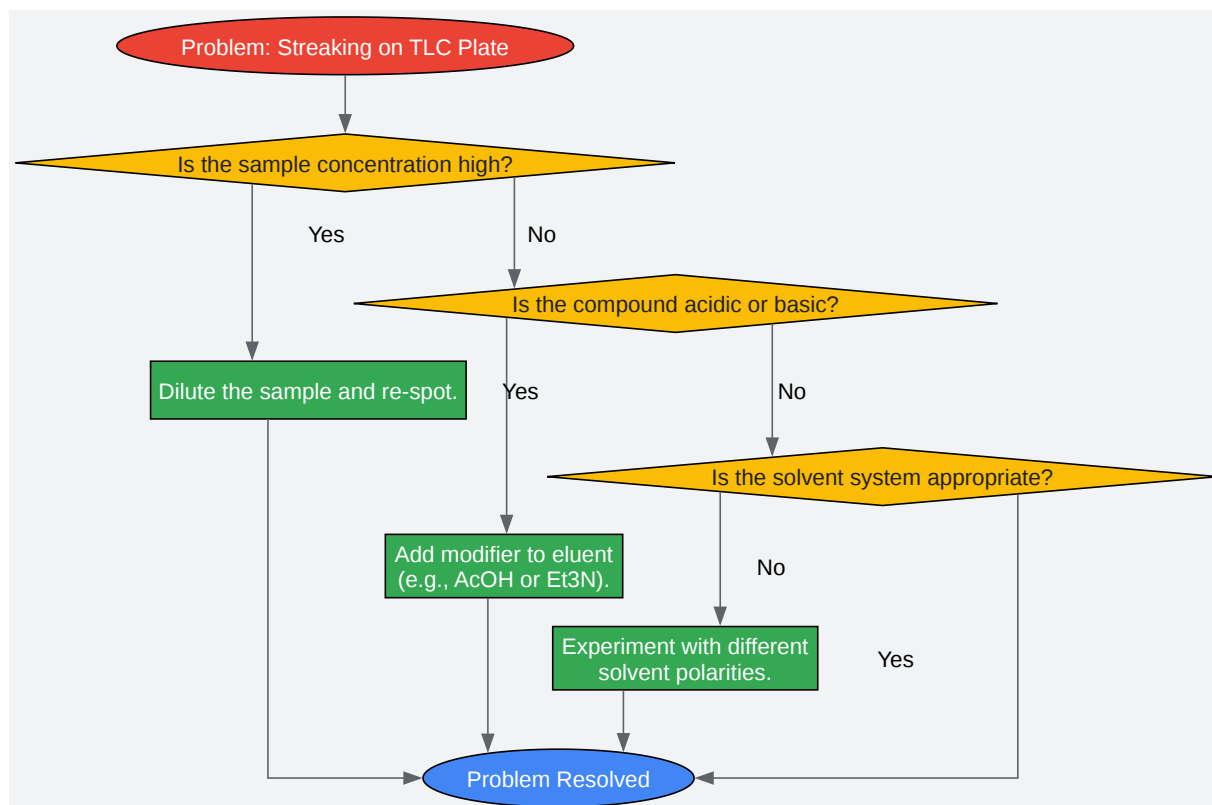 Problem: Streaking on TLC Plate
Is the sample concentration high?
Yes
No
Is the compound acidic or basic?
Dilute the sample and re-spot.
Yes
No
Is the solvent system appropriate?
Add modifier to eluent
(e.g., AcOH or Et3N).
No
Experiment with different
solvent polarities.
Yes
Problem Resolved